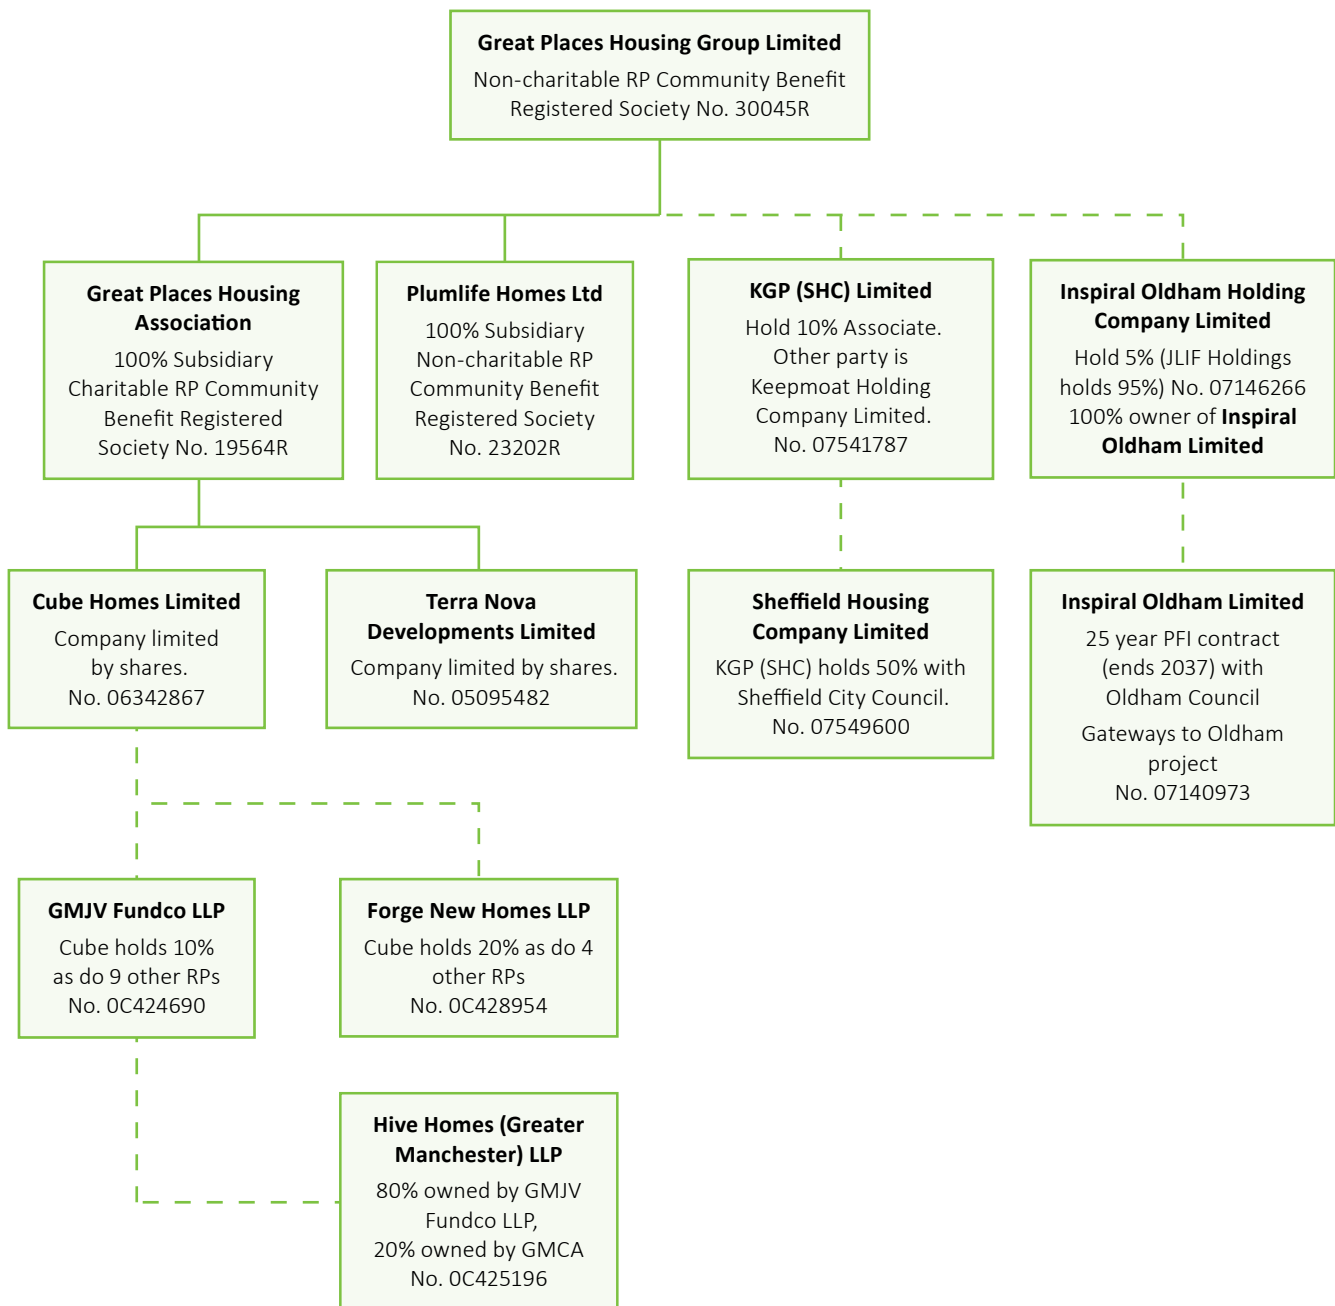 Great Places Housing Group Limited
Non-charitable RP Community Benefit
Registered Society No. 30045R
Great Places Housing
Association
100% Subsidiary
Charitable RP Community
Benefit Registered
Society No. 19564R
Plumlife Homes Ltd
100% Subsidiary
Non-charitable RP
Community Benefit
Registered Society
No. 23202R
KGP (SHC) Limited
Hold 10% Associate.
Other party is
Keepmoat Holding
Company Limited.
No. 07541787
Inspiral Oldham Holding
Company Limited
Hold 5% (JLIF Holdings
holds 95%) No. 07146266
100% owner of Inspiral
Oldham Limited
Cube Homes Limited
Company limited
by shares.
No. 06342867
Terra Nova
Developments Limited
Company limited by shares.
No. 05095482
Sheffield Housing
Company Limited
KGP (SHC) holds 50% with
Sheffield City Council.
No. 07549600
Inspiral Oldham Limited
25 year PFI contract
(ends 2037) with
Oldham Council
Gateways to Oldham
project
No. 07140973
GMJV Fundco LLP
Cube holds 10%
as do 9 other RPs
No. 0C424690
Forge New Homes LLP
Cube holds 20% as do 4
other RPs
No. 0C428954
Hive Homes (Greater
Manchester) LLP
80% owned by GMJV
Fundco LLP,
20% owned by GMCA
No. 0C425196